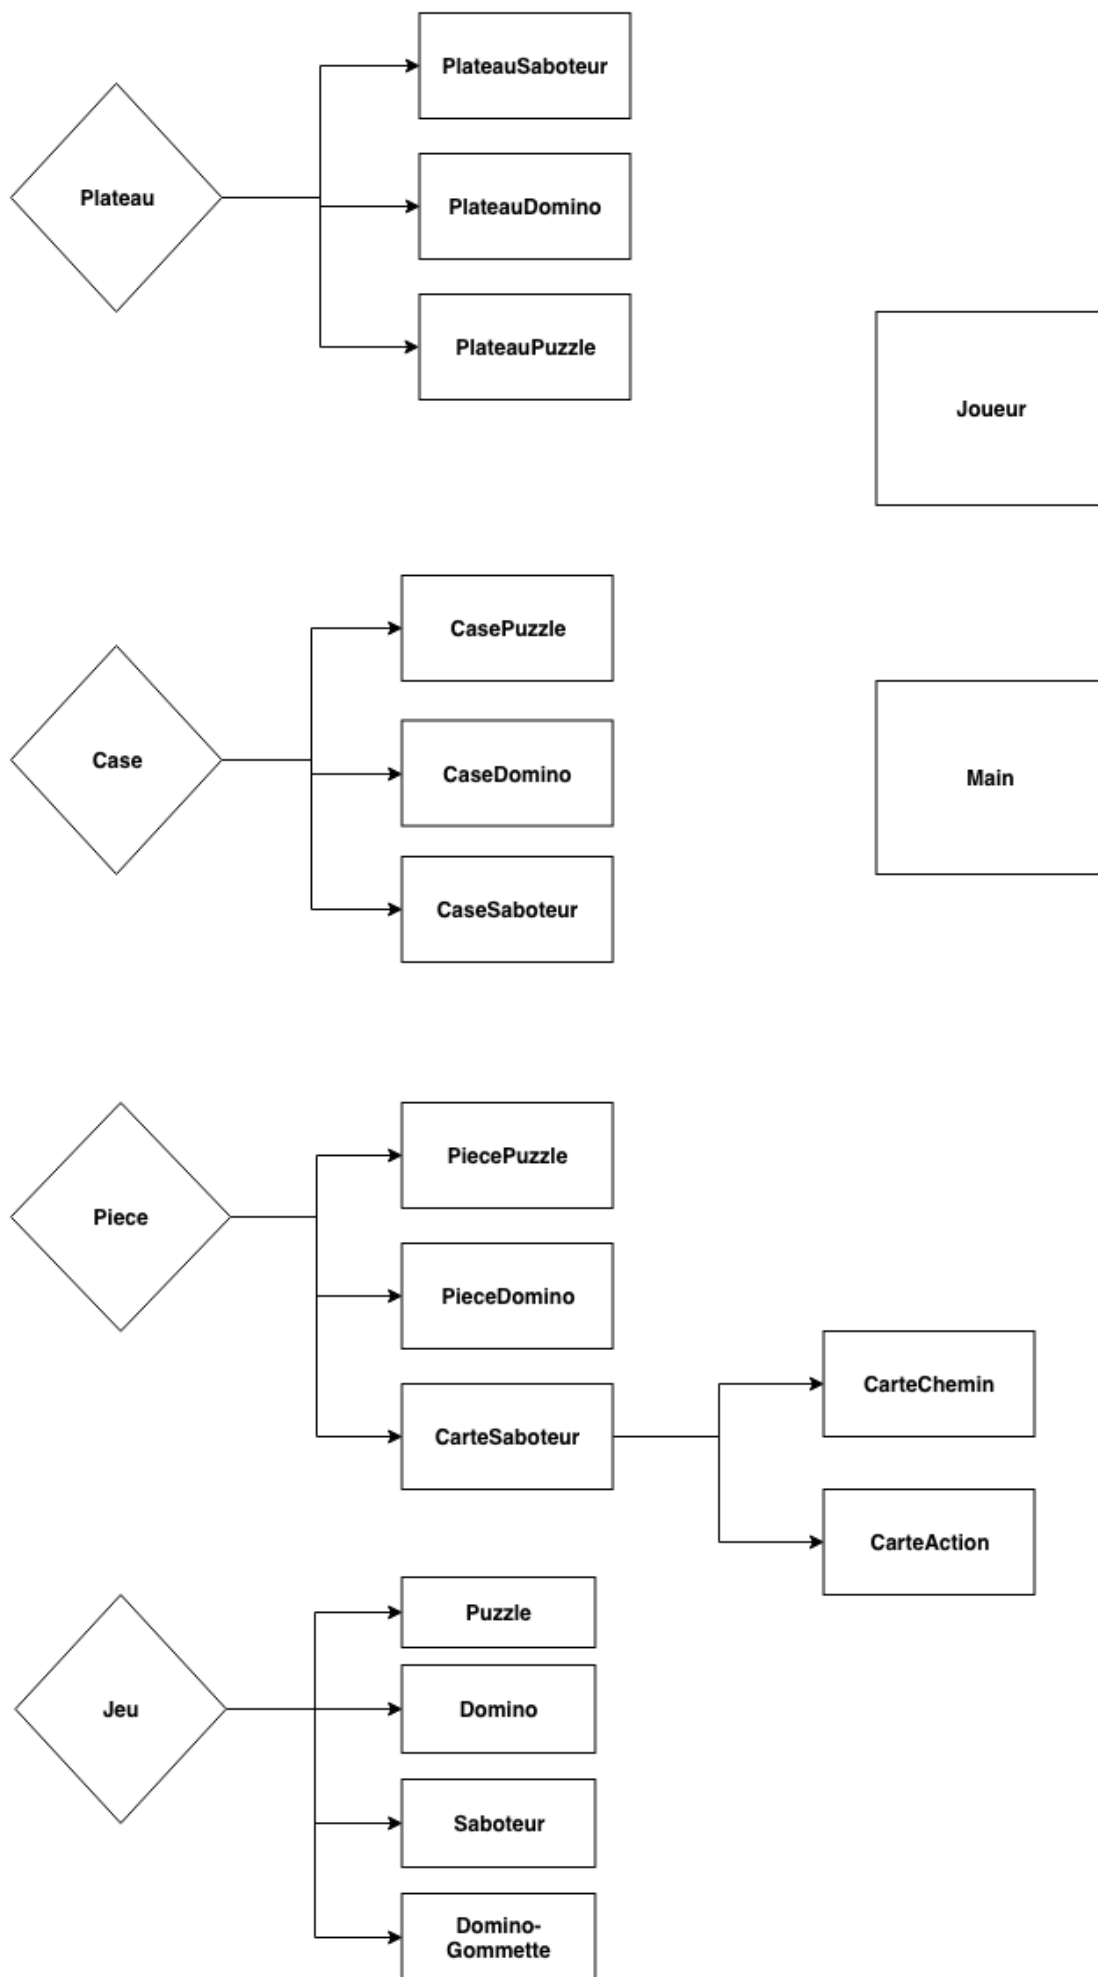 PlateauSaboteur
Plateau
PlateauDomino
PlateauPuzzle
Joueur
CasePuzzle
Case
CaseDomino
Main
CaseSaboteur
PiecePuzzle
Piece
PieceDomino
CarteSaboteur
CarteChemin
CarteAction
Puzzle
Jeu
Domino
Saboteur
Domino-
Gommette